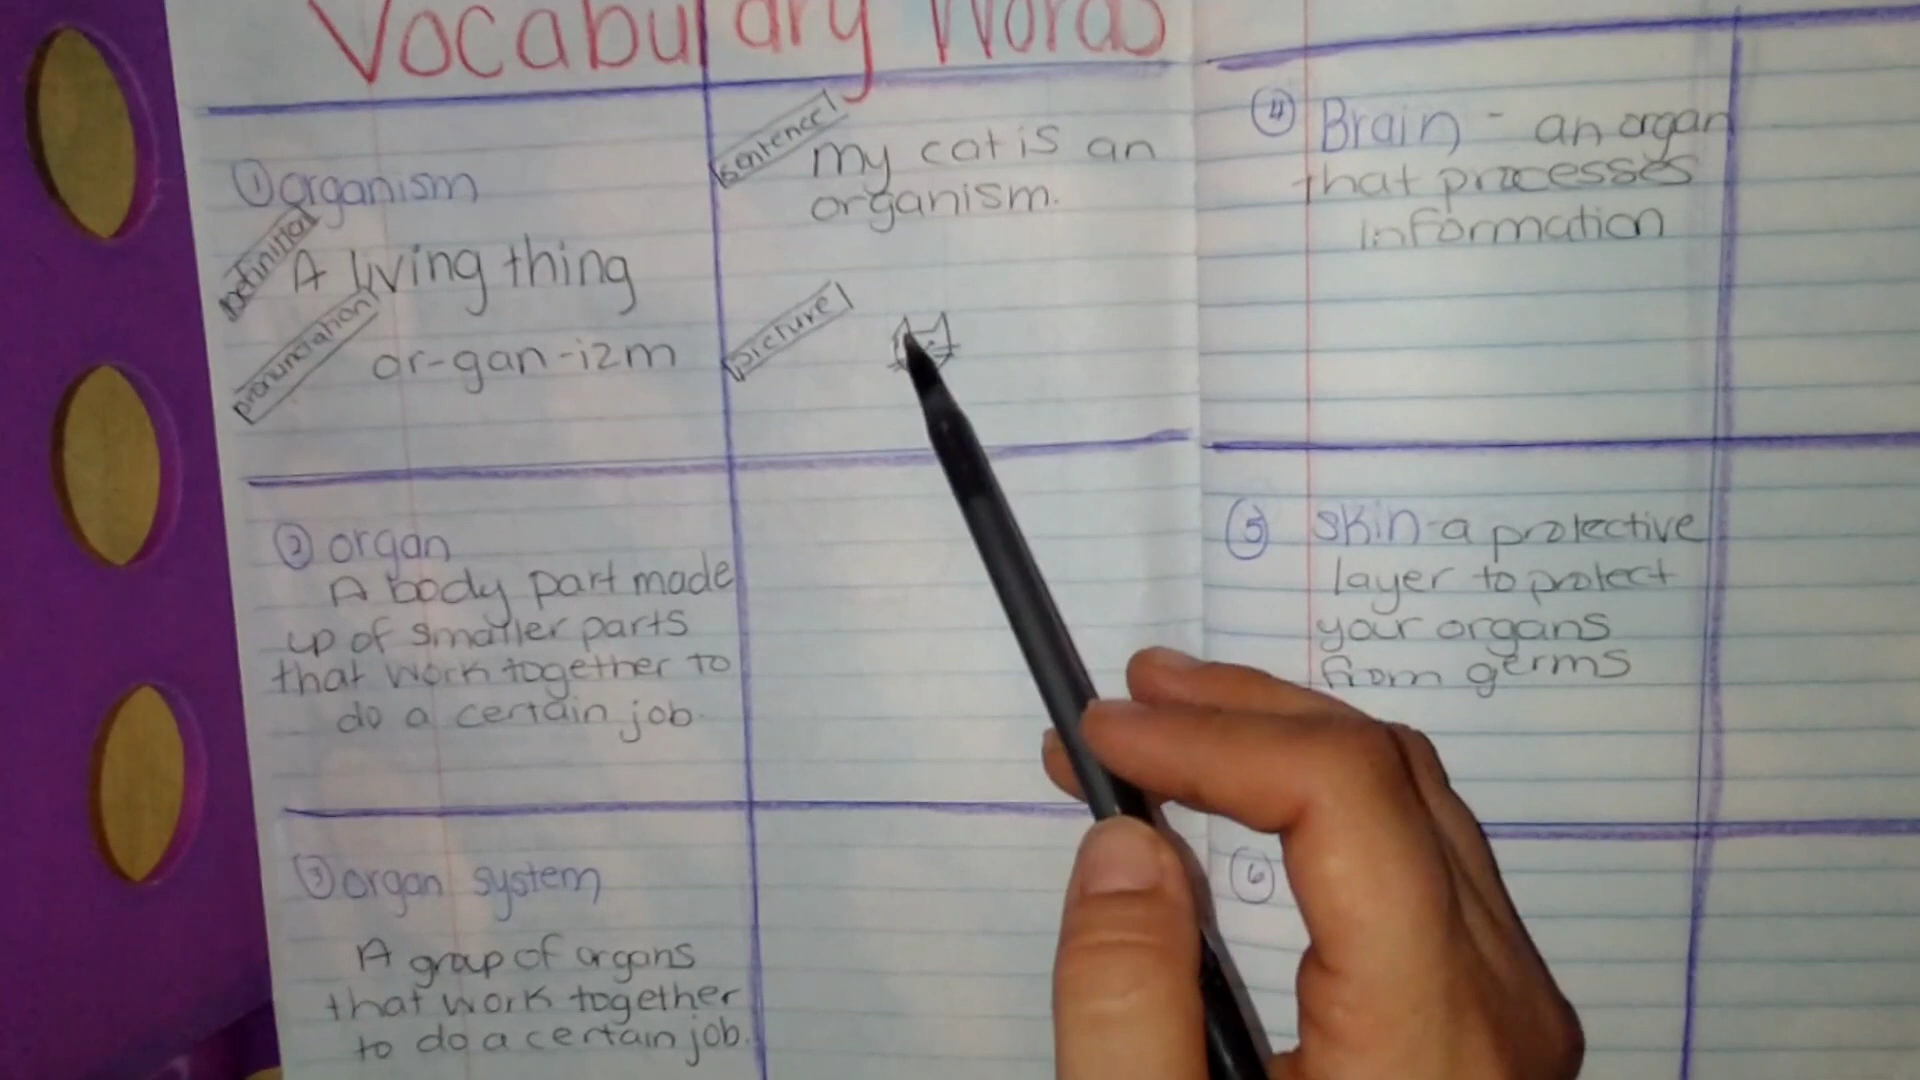 Vocabulary Words
① organism
Definition
A living thing
pronunciation
or-gan-izm
sentence
my cat is an
organism.
picture
② organ
A body part made
up of smaller parts
that work together to
do a certain job.
③ organ system
A group of organs
that work together
to do a certain job.
④ Brain - an organ
that processes
information
⑤ skin - a protective
layer to protect
your organs
from germs
⑥